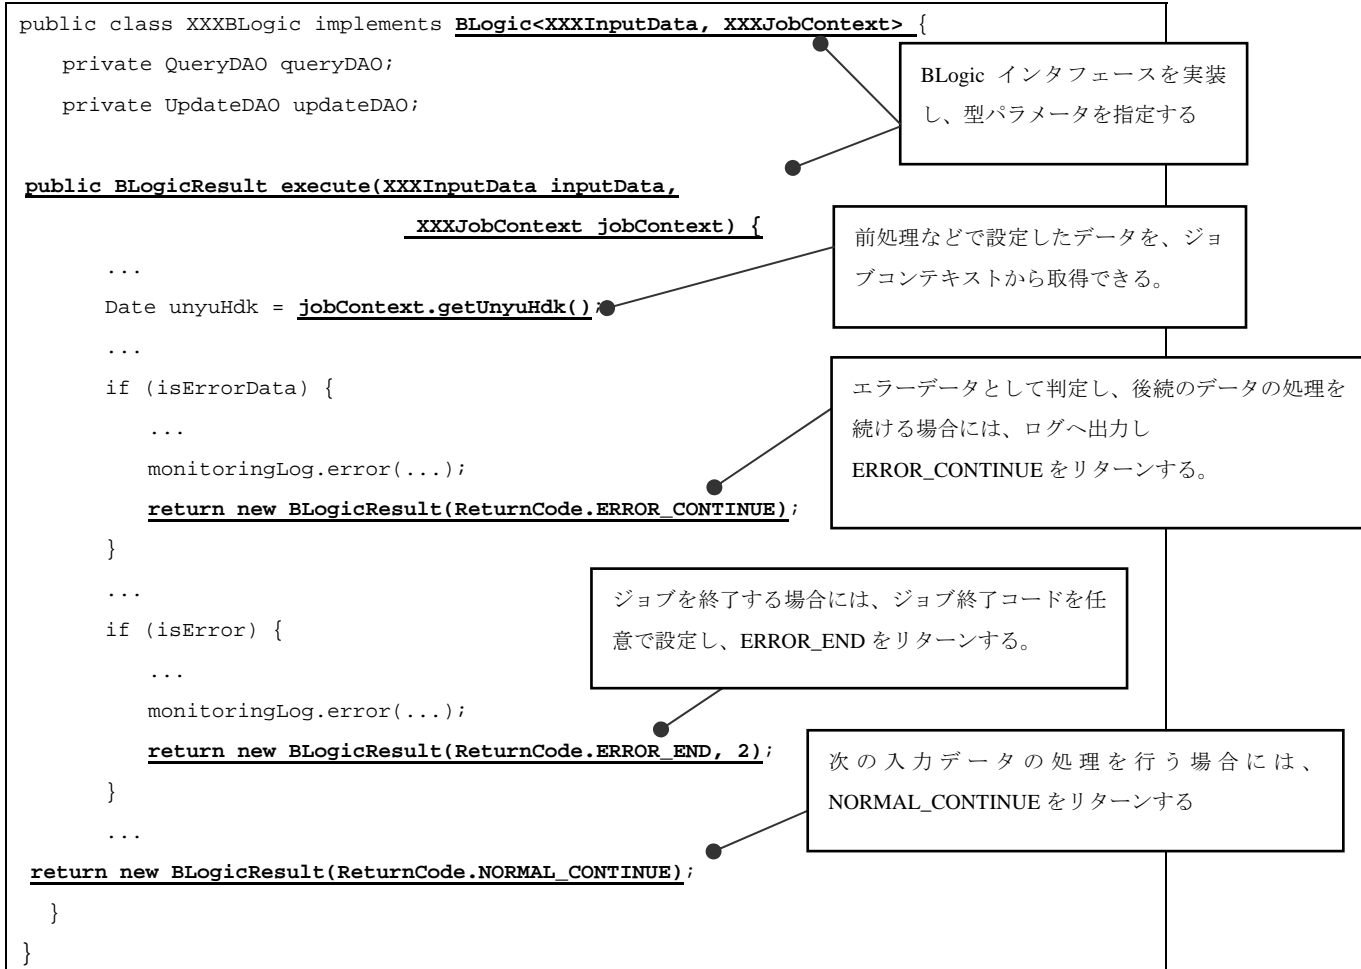 public class XXXBLogic implements BLogic<XXXInputData, XXXJobContext> {
private QueryDAO queryDAO;
private UpdateDAO updateDAO;
BLogic インタフェースを実装
し、型パラメータを指定する
public BLogicResult execute(XXXInputData inputData,
XXXJobContext jobContext) {
前処理などで設定したデータを、ジョ
ブコンテキストから取得できる。
...
Date unyuHdk = jobContext.getUnyuHdk();
...
if (isErrorData) {
エラーデータとして判定し、後続のデータの処理を
続ける場合には、ログへ出力し
ERROR_CONTINUE をリターンする。
...
monitoringLog.error(...);
return new BLogicResult(ReturnCode.ERROR_CONTINUE);
}
...
ジョブを終了する場合には、ジョブ終了コードを任
意で設定し、ERROR_END をリターンする。
if (isError) {
...
monitoringLog.error(...);
return new BLogicResult(ReturnCode.ERROR_END, 2);
次の入力データの処理を行う場合には、
NORMAL_CONTINUE をリターンする
}
...
return new BLogicResult(ReturnCode.NORMAL_CONTINUE);
}
}